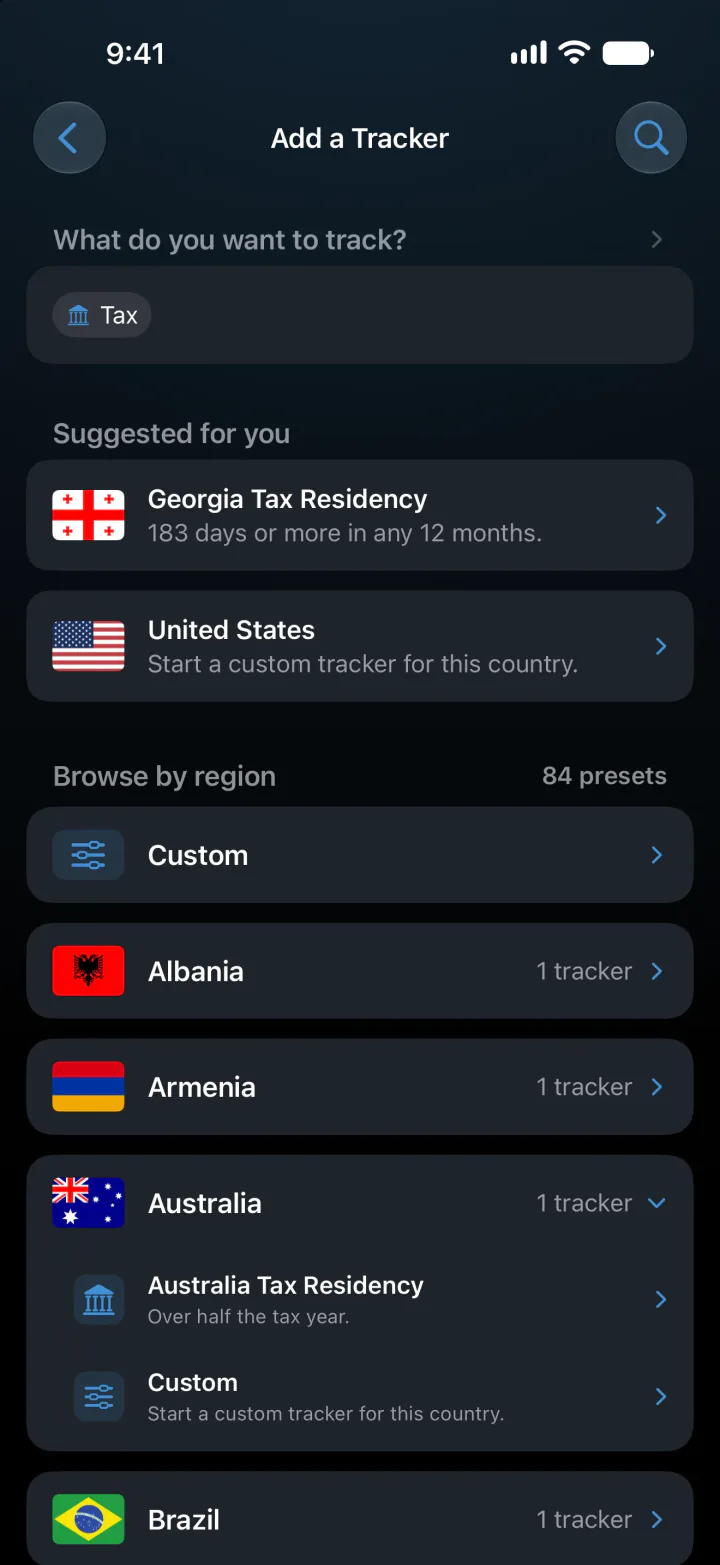 9:41
Add a Tracker
What do you want to track?
Tax
Suggested for you
Georgia Tax Residency
183 days or more in any 12 months.
United States
Start a custom tracker for this country.
Browse by region
84 presets
Custom
Albania
1 tracker
Armenia
1 tracker
Australia
1 tracker
Australia Tax Residency
Over half the tax year.
Custom
Start a custom tracker for this country.
Brazil
1 tracker